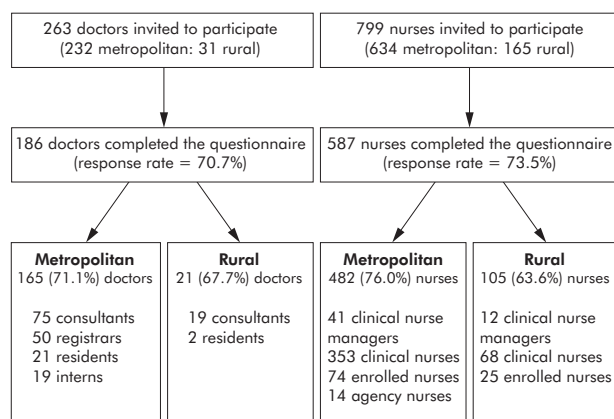 263 doctors invited to participate
(232 metropolitan: 31 rural)
799 nurses invited to participate
(634 metropolitan: 165 rural)
186 doctors completed the questionnaire
(response rate = 70.7%)
587 nurses completed the questionnaire
(response rate = 73.5%)
Metropolitan
165 (71.1%) doctors
75 consultants
50 registrars
21 residents
19 interns
Rural
21 (67.7%) doctors
19 consultants
2 residents
Metropolitan
482 (76.0%) nurses
41 clinical nurse
managers
353 clinical nurses
74 enrolled nurses
14 agency nurses
Rural
105 (63.6%) nurses
12 clinical nurse
managers
68 clinical nurses
25 enrolled nurses